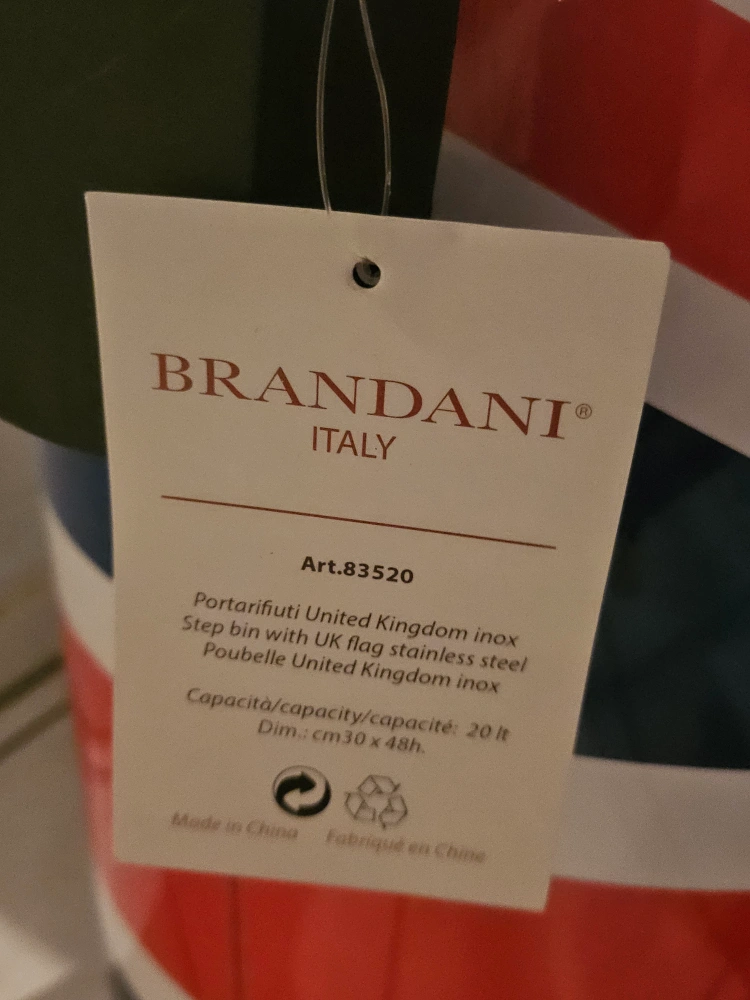 BRANDANI®
ITALY
Art.83520
Portarifiuti United Kingdom inox
Step bin with UK flag stainless steel
Poubelle United Kingdom inox
Capacità/capacity/capacité: 20 lt
Dim.: cm30 x 48h.
Made in China Fabriqué en Chine